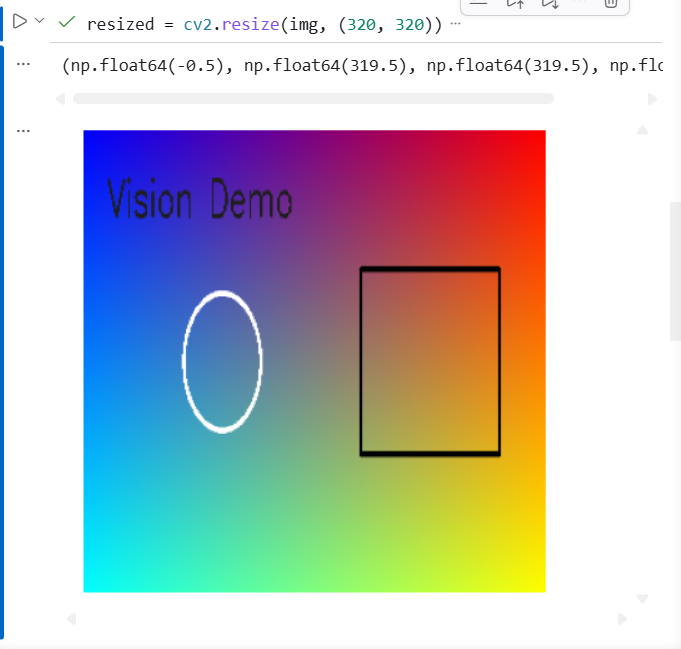 resized = cv2.resize(img, (320, 320)) ···
(np.float64(-0.5), np.float64(319.5), np.float64(319.5), np.flo
Vision Demo